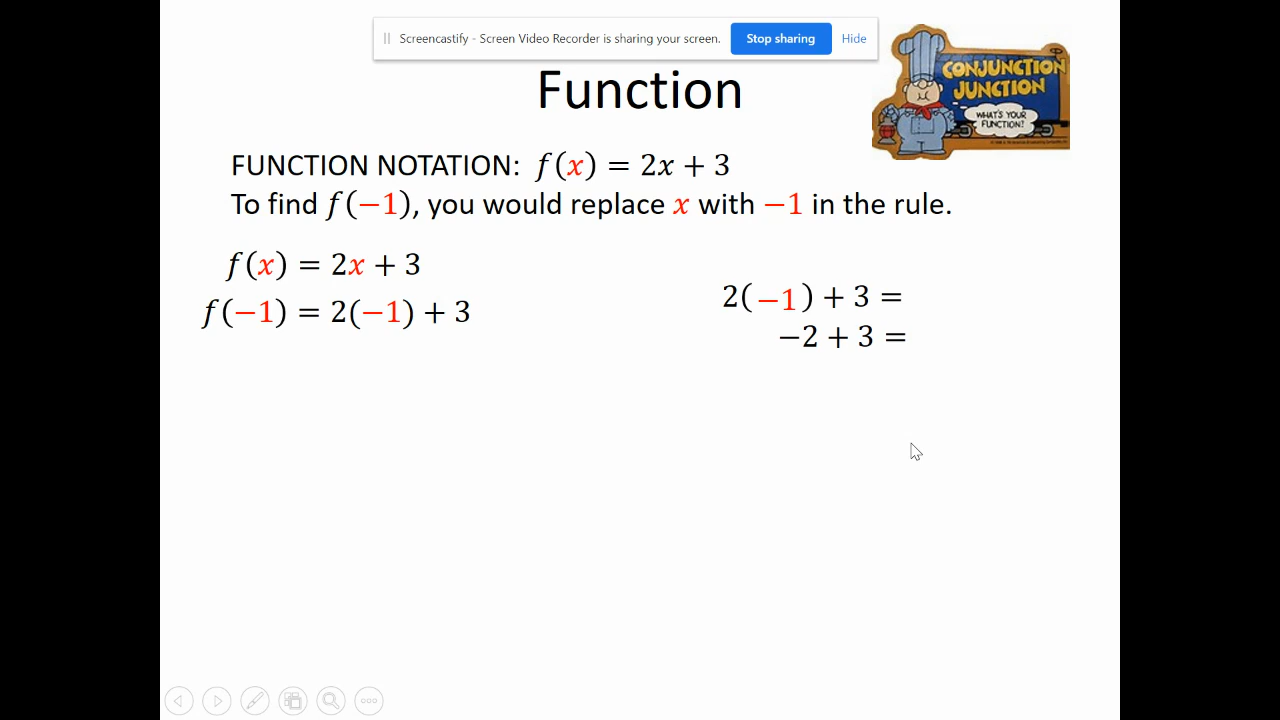 Screencastify - Screen Video Recorder is sharing your screen. Stop sharing Hide
CONJUNCTION
JUNCTION
WHAT'S YOUR
FUNCTION?
Function
FUNCTION NOTATION: f(x) = 2x + 3
To find f(−1), you would replace x with −1 in the rule.
f(x) = 2x + 3
f(−1) = 2(−1) + 3
2( −1 ) + 3 =
−2 + 3 =